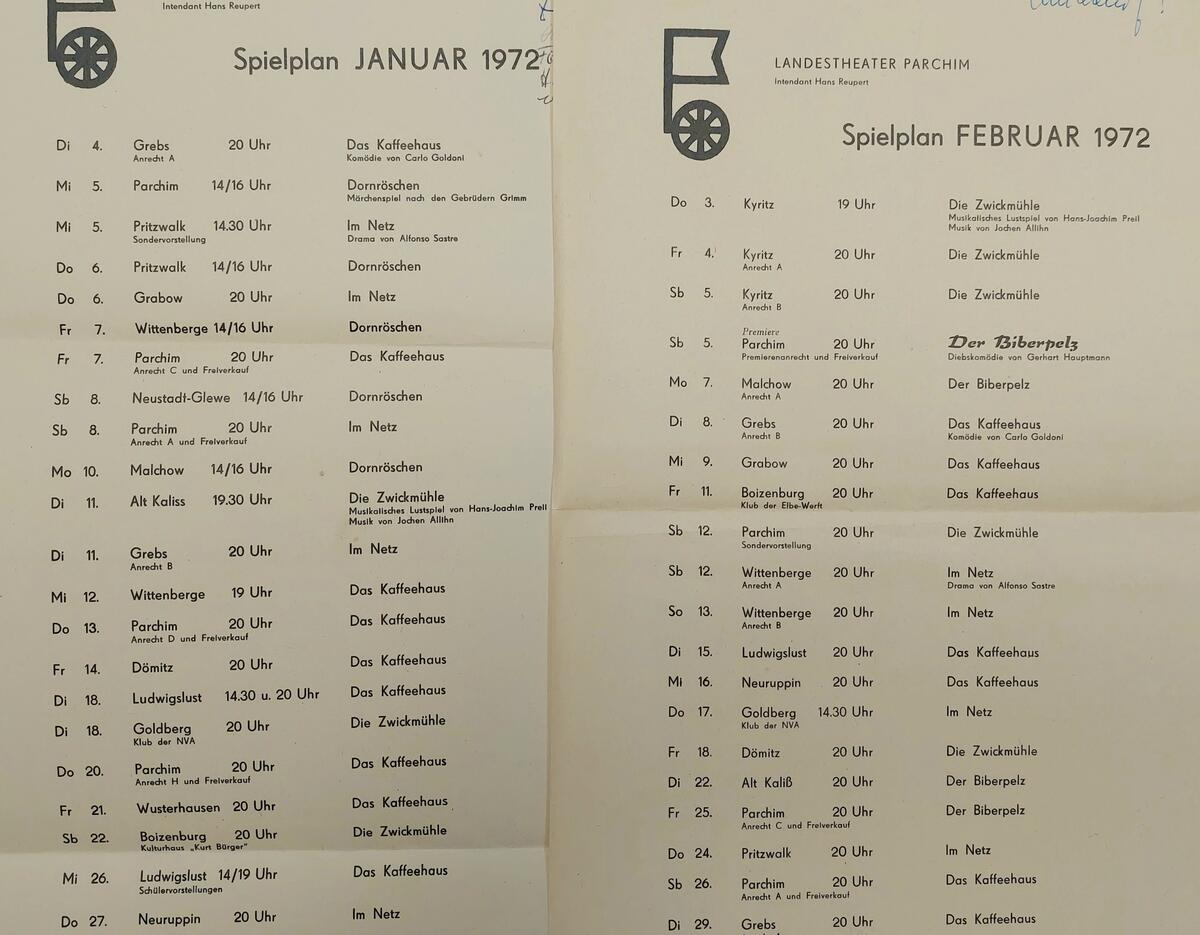 Intendant Hans Reupert
Spielplan JANUAR 1972
Di 4. Grebs 20 Uhr Das Kaffeehaus
Anrecht A Komödie von Carlo Goldoni
Mi 5. Parchim 14/16 Uhr Dornröschen
Märchenspiel nach den Gebrüdern Grimm
Mi 5. Pritzwalk 14.30 Uhr Im Netz
Sondervorstellung Drama von Alfonso Sastre
Do 6. Pritzwalk 14/16 Uhr Dornröschen
Do 6. Grabow 20 Uhr Im Netz
Fr 7. Wittenberge 14/16 Uhr Dornröschen
Fr 7. Parchim 20 Uhr Das Kaffeehaus
Anrecht C und Freiverkauf
Sb 8. Neustadt-Glewe 14/16 Uhr Dornröschen
Sb 8. Parchim 20 Uhr Im Netz
Anrecht A und Freiverkauf
Mo 10. Malchow 14/16 Uhr Dornröschen
Di 11. Alt Kaliss 19.30 Uhr Die Zwickmühle
Musikalisches Lustspiel von Hans-Joachim Preil
Musik von Jochen Allihn
Di 11. Grebs 20 Uhr Im Netz
Anrecht B
Mi 12. Wittenberge 19 Uhr Das Kaffeehaus
Do 13. Parchim 20 Uhr Das Kaffeehaus
Anrecht D und Freiverkauf
Fr 14. Dömitz 20 Uhr Das Kaffeehaus
Di 18. Ludwigslust 14.30 u. 20 Uhr Das Kaffeehaus
Di 18. Goldberg 20 Uhr Die Zwickmühle
Klub der NVA
Do 20. Parchim 20 Uhr Das Kaffeehaus
Anrecht H und Freiverkauf
Fr 21. Wusterhausen 20 Uhr Das Kaffeehaus
Sb 22. Boizenburg 20 Uhr Die Zwickmühle
Kulturhaus „Kurt Bürger“
Mi 26. Ludwigslust 14/19 Uhr Das Kaffeehaus
Schülervorstellungen
Do 27. Neuruppin 20 Uhr Im Netz
LANDESTHEATER PARCHIM
Intendant Hans Reupert
Spielplan FEBRUAR 1972
Do 3. Kyritz 19 Uhr Die Zwickmühle
Musikalisches Lustspiel von Hans-Joachim Preil
Musik von Jochen Allihn
Fr 4. Kyritz 20 Uhr Die Zwickmühle
Anrecht A
Sb 5. Kyritz 20 Uhr Die Zwickmühle
Anrecht B
Premiere
Sb 5. Parchim 20 Uhr Der Biberpelz
Premierenanrecht und Freiverkauf Diebskomödie von Gerhart Hauptmann
Mo 7. Malchow 20 Uhr Der Biberpelz
Anrecht A
Di 8. Grebs 20 Uhr Das Kaffeehaus
Anrecht B Komödie von Carlo Goldoni
Mi 9. Grabow 20 Uhr Das Kaffeehaus
Fr 11. Boizenburg 20 Uhr Das Kaffeehaus
Klub der Elbe-Werft
Sb 12. Parchim 20 Uhr Die Zwickmühle
Sondervorstellung
Sb 12. Wittenberge 20 Uhr Im Netz
Anrecht A Drama von Alfonso Sastre
So 13. Wittenberge 20 Uhr Im Netz
Anrecht B
Di 15. Ludwigslust 20 Uhr Das Kaffeehaus
Mi 16. Neuruppin 20 Uhr Das Kaffeehaus
Do 17. Goldberg 14.30 Uhr Im Netz
Klub der NVA
Fr 18. Dömitz 20 Uhr Die Zwickmühle
Di 22. Alt Kaliß 20 Uhr Der Biberpelz
Fr 25. Parchim 20 Uhr Der Biberpelz
Anrecht C und Freiverkauf
Do 24. Pritzwalk 20 Uhr Im Netz
Sb 26. Parchim 20 Uhr Das Kaffeehaus
Anrecht A und Freiverkauf
Di 29. Grebs 20 Uhr Das Kaffeehaus